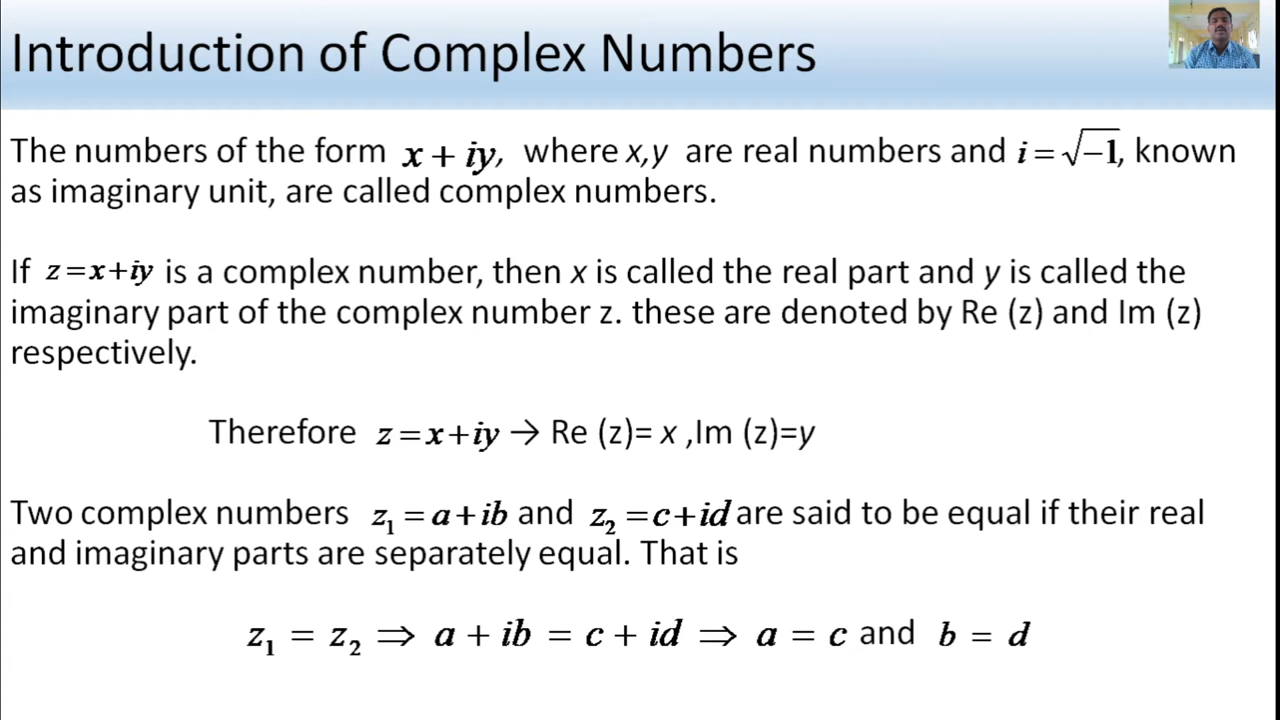 Introduction of Complex Numbers
The numbers of the form x + iy, where x,y are real numbers and i = √−1, known
as imaginary unit, are called complex numbers.
If z = x + iy is a complex number, then x is called the real part and y is called the
imaginary part of the complex number z. these are denoted by Re (z) and Im (z)
respectively.
Therefore z = x + iy → Re (z)= x ,Im (z)=y
Two complex numbers z₁ = a + ib and z₂ = c + id are said to be equal if their real
and imaginary parts are separately equal. That is
z₁ = z₂ ⇒ a + ib = c + id ⇒ a = c and b = d